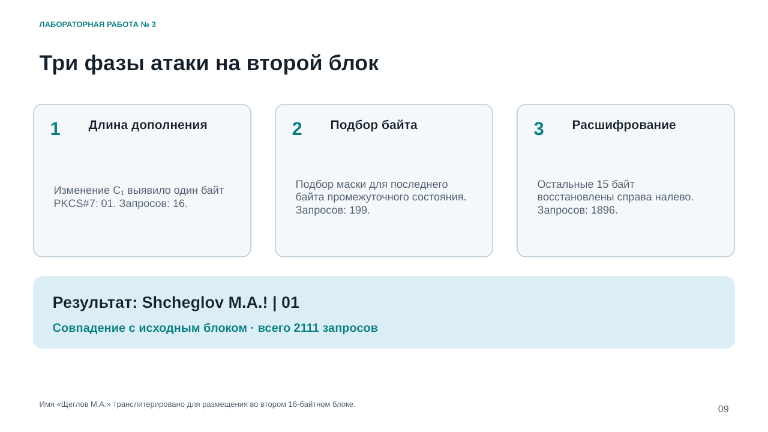 ЛАБОРАТОРНАЯ РАБОТА № 3
Три фазы атаки на второй блок
1 Длина дополнения
Изменение C₁ выявило один байт
PKCS#7: 01. Запросов: 16.
2 Подбор байта
Подбор маски для последнего
байта промежуточного состояния.
Запросов: 199.
3 Расшифрование
Остальные 15 байт
восстановлены справа налево.
Запросов: 1896.
Результат: Shcheglov M.A.! | 01
Совпадение с исходным блоком · всего 2111 запросов
Имя «Щеглов М.А.» транслитерировано для размещения во втором 16-байтном блоке.
09